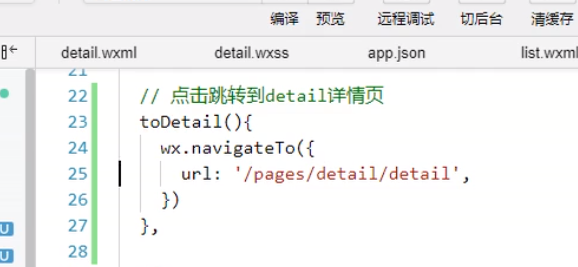 编译 预览 远程调试 切后台 清缓存
detail.wxml detail.wxss app.json list.wxml
21
22 // 点击跳转到detail详情页
23 toDetail(){
24 wx.navigateTo({
25 url: '/pages/detail/detail',
26 })
27 },
28
U
U